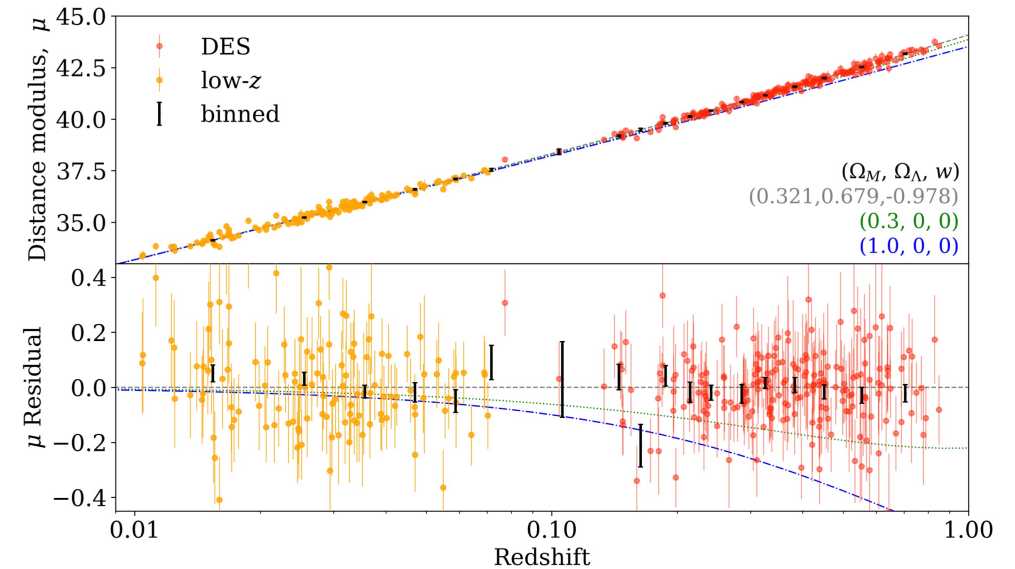 45.0
42.5
40.0
37.5
35.0
Distance modulus, μ
DES
low-z
binned
(Ω_M, Ω_Λ, w)
(0.321,0.679,-0.978)
(0.3, 0, 0)
(1.0, 0, 0)
0.4
0.2
0.0
−0.2
−0.4
μ Residual
0.01
0.10
1.00
Redshift